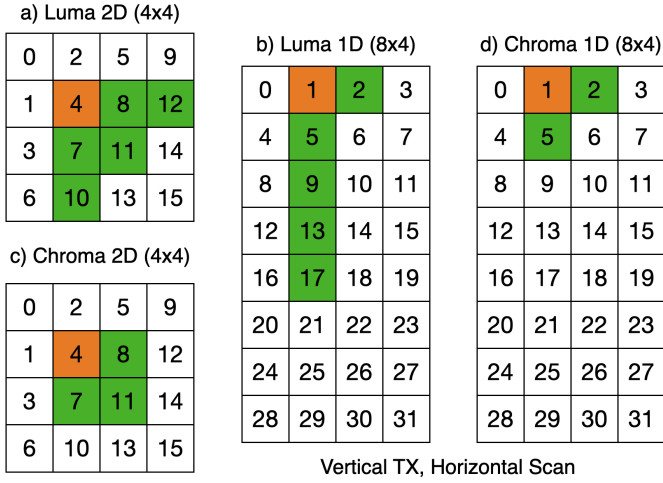 a) Luma 2D (4x4)
0 2 5 9
1 4 8 12
3 7 11 14
6 10 13 15
c) Chroma 2D (4x4)
0 2 5 9
1 4 8 12
3 7 11 14
6 10 13 15
b) Luma 1D (8x4)
0 1 2 3
4 5 6 7
8 9 10 11
12 13 14 15
16 17 18 19
20 21 22 23
24 25 26 27
28 29 30 31
d) Chroma 1D (8x4)
0 1 2 3
4 5 6 7
8 9 10 11
12 13 14 15
16 17 18 19
20 21 22 23
24 25 26 27
28 29 30 31
Vertical TX, Horizontal Scan